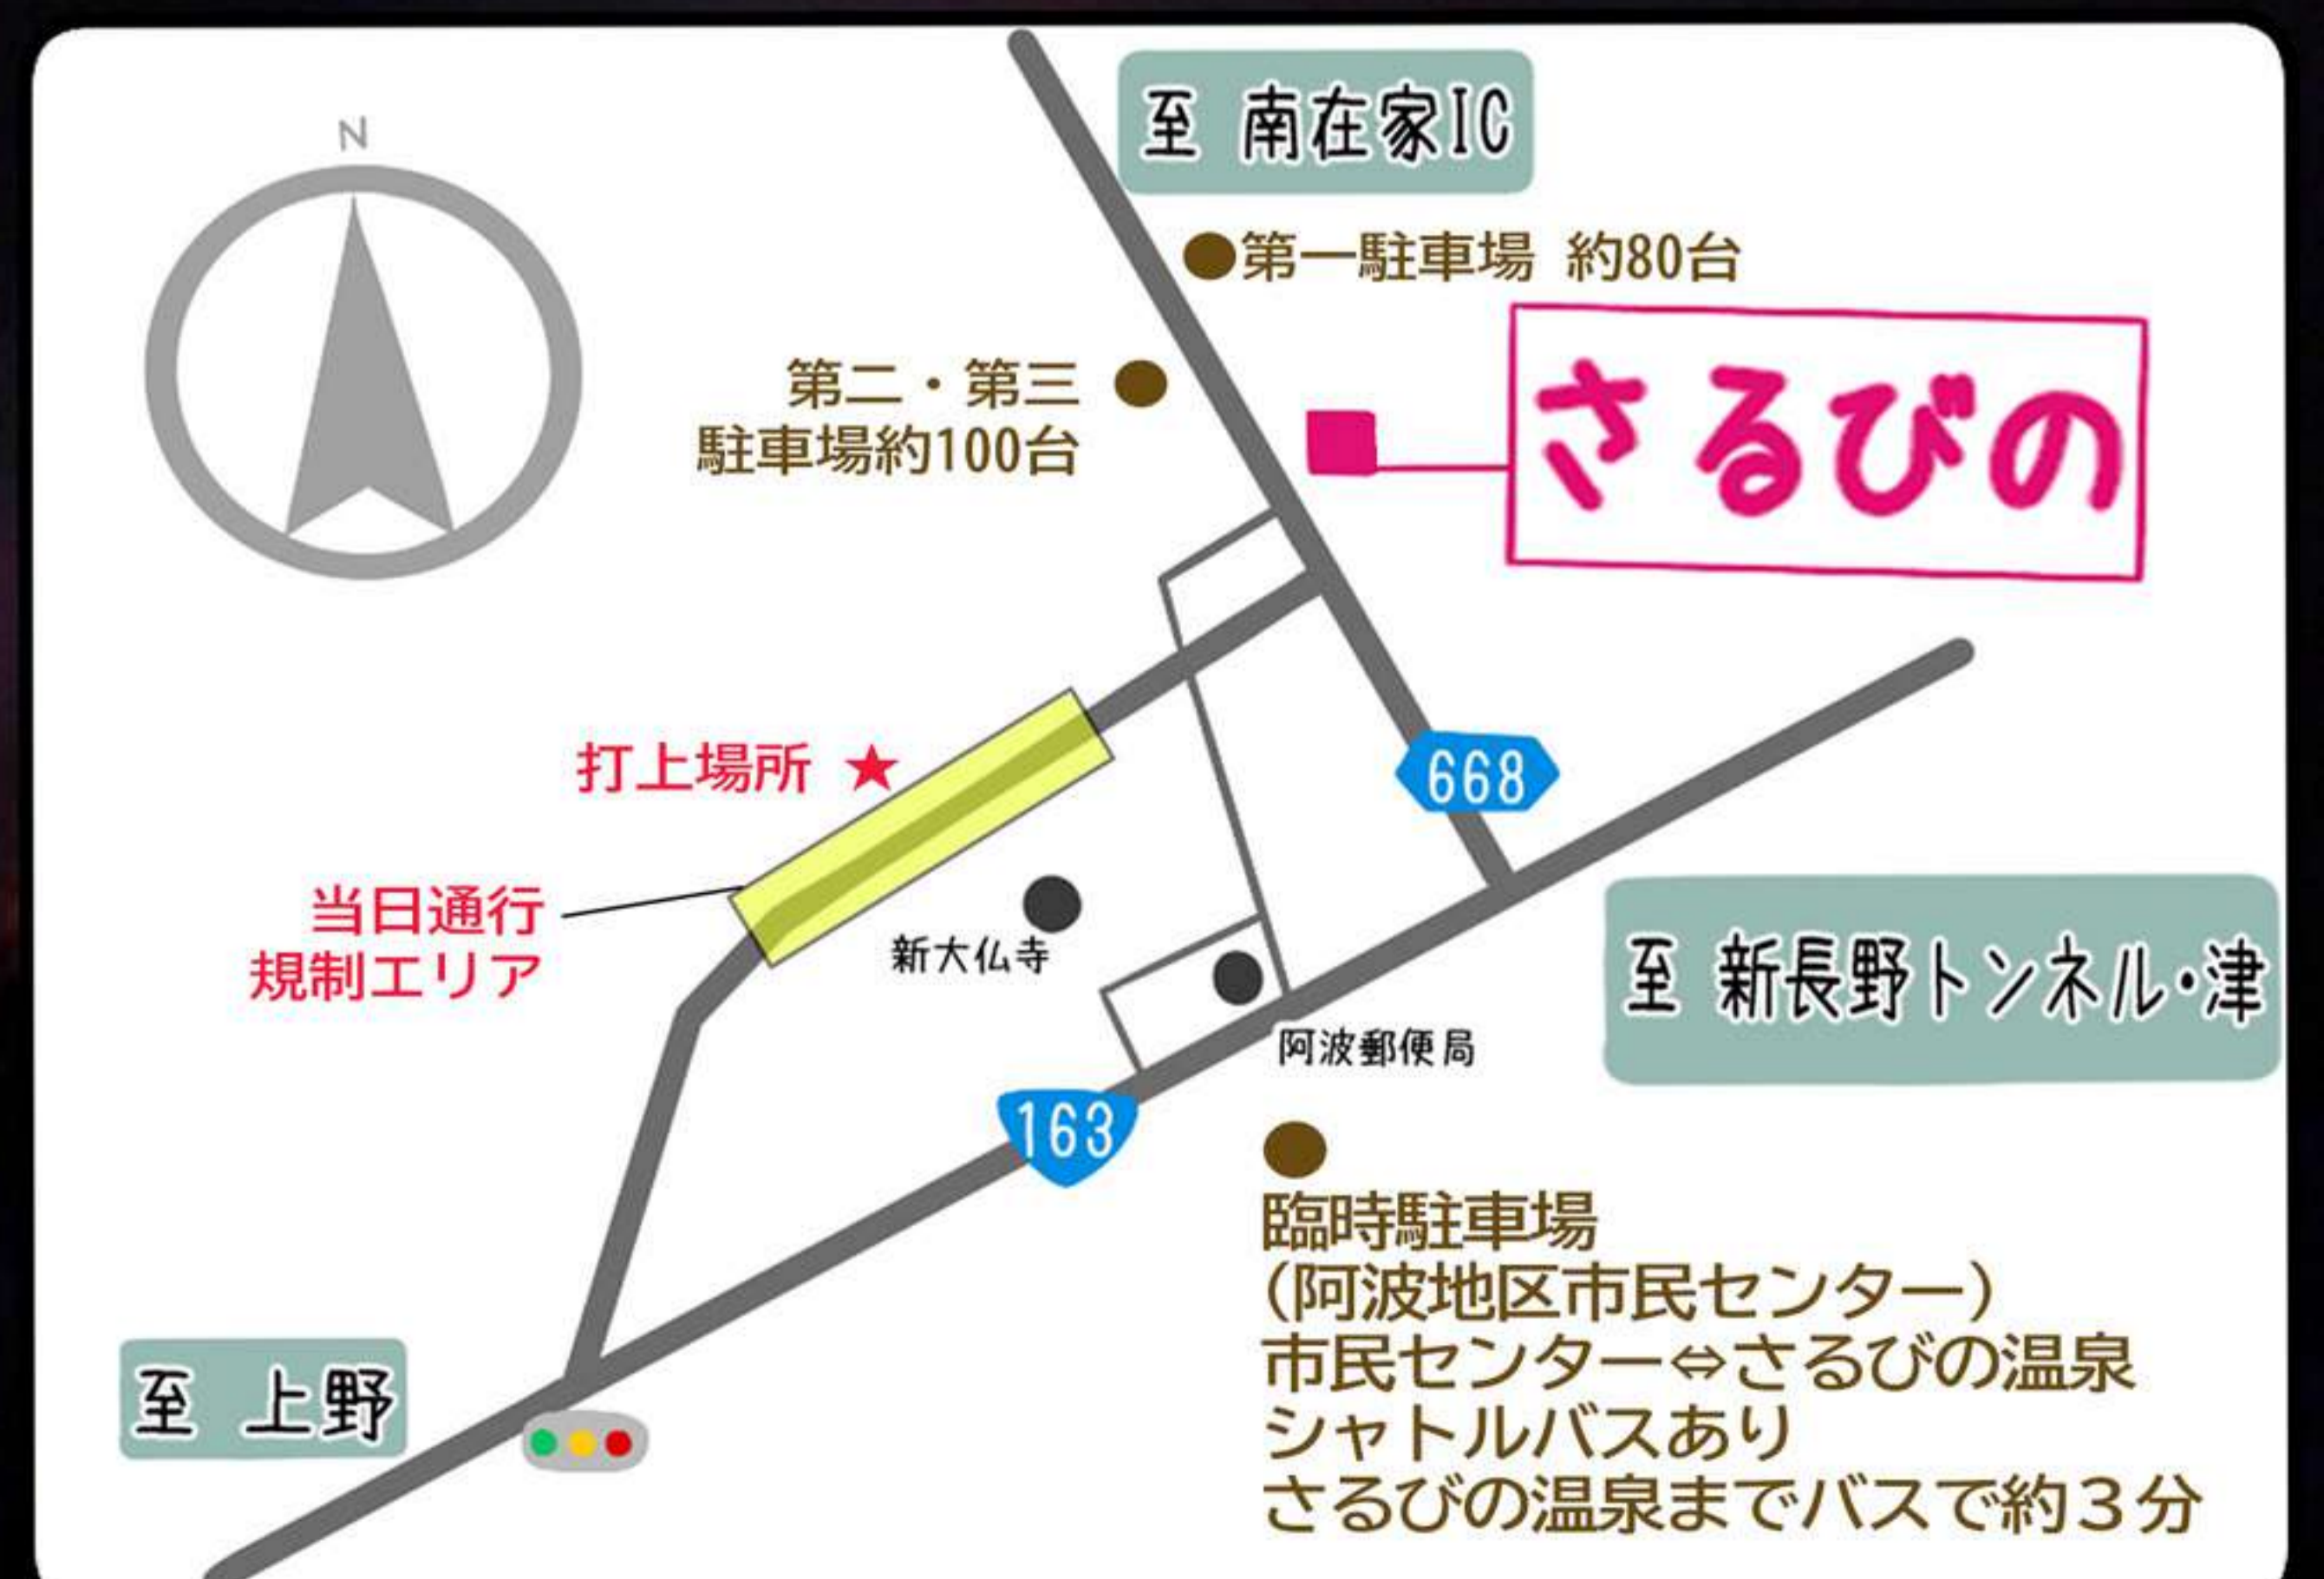 N
至 南在家IC
●第一駐車場 約80台
さるびの
第二・第三
駐車場約100台
打上場所 ★
668
当日通行
規制エリア
新大仏寺
至 新長野トンネル・津
阿波郵便局
163
臨時駐車場
(阿波地区市民センター)
市民センター⇔さるびの温泉
シャトルバスあり
さるびの温泉までバスで約3分
至 上野